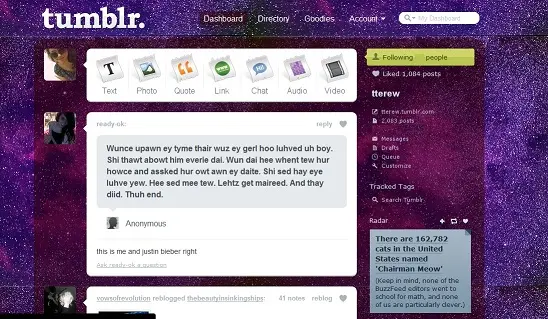 tumblr.
Dashboard Directory Goodies Account
My Dashboard
Text Photo Quote Link Chat Audio Video
ready-ok: reply
Wunce upawn ey tyme thair wuz ey gerl hoo luhved uh boy.
Shi thawt abowt him everie dai. Wun dai hee whent tew hur
howce and assked hur owt awn ey daite. Shi sed hay eye
luhve yew. Hee sed mee tew. Lehtz get maireed. And thay
diid. Thuh end.
Anonymous
this is me and justin bieber right
Ask ready-ok a question
vowsofrevolution reblogged thebeautyininkingships: 41 notes reblog
Following people
Liked 1,084 posts
tterew
tterew.tumblr.com
2,083 posts
Messages
Drafts
Queue
Customize
Tracked Tags
Search Tumblr
Radar
There are 162,782
cats in the United
States named
'Chairman Meow'
(Keep in mind, none of the
BuzzFeed editors went to
school for math, and none
of us are particularly clever.)